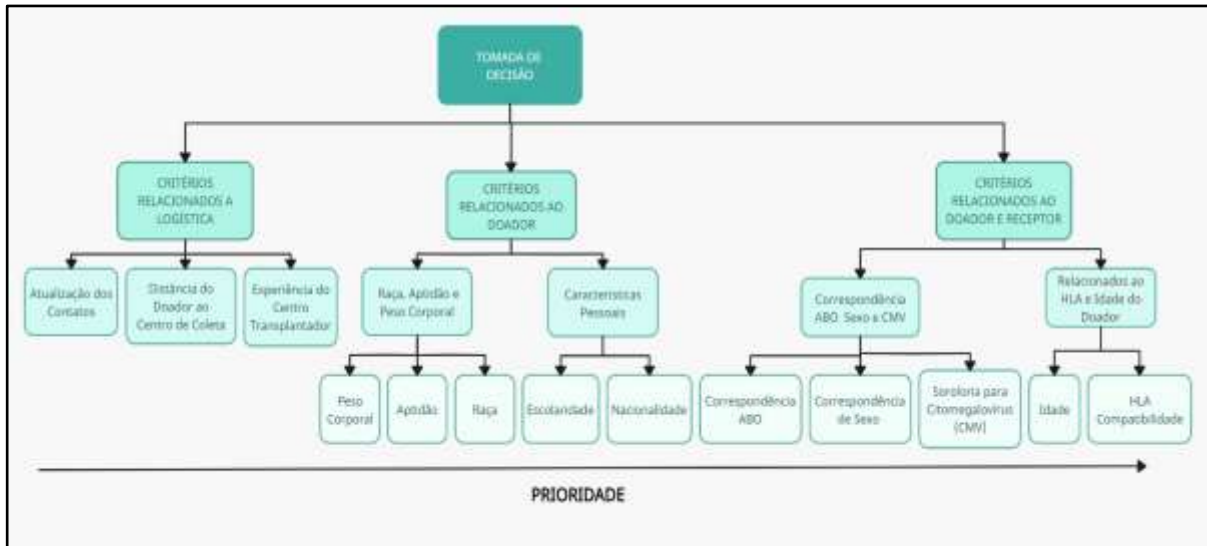 TOMADA DE
DECISÃO
CRITÉRIOS
RELACIONADOS A
LOGÍSTICA
CRITÉRIOS
RELACIONADOS AO
DOADOR
CRITÉRIOS
RELACIONADOS AO
DOADOR E RECEPTOR
Atualização dos
Contatos
Distância do
Doador ao
Centro de Coleta
Experiência do
Centro
Transplantador
Raça, Aptidão e
Peso Corporal
Características
Pessoais
Correspondência
ABO Sexo e CMV
Relacionados ao
HLA e Idade do
Doador
Peso
Corporal
Aptidão
Raça
Escolaridade
Nacionalidade
Correspondência
ABO
Correspondência
de Sexo
para
Citomegalovírus
(CMV)
Idade
HLA
Compatibilidade
PRIORIDADE